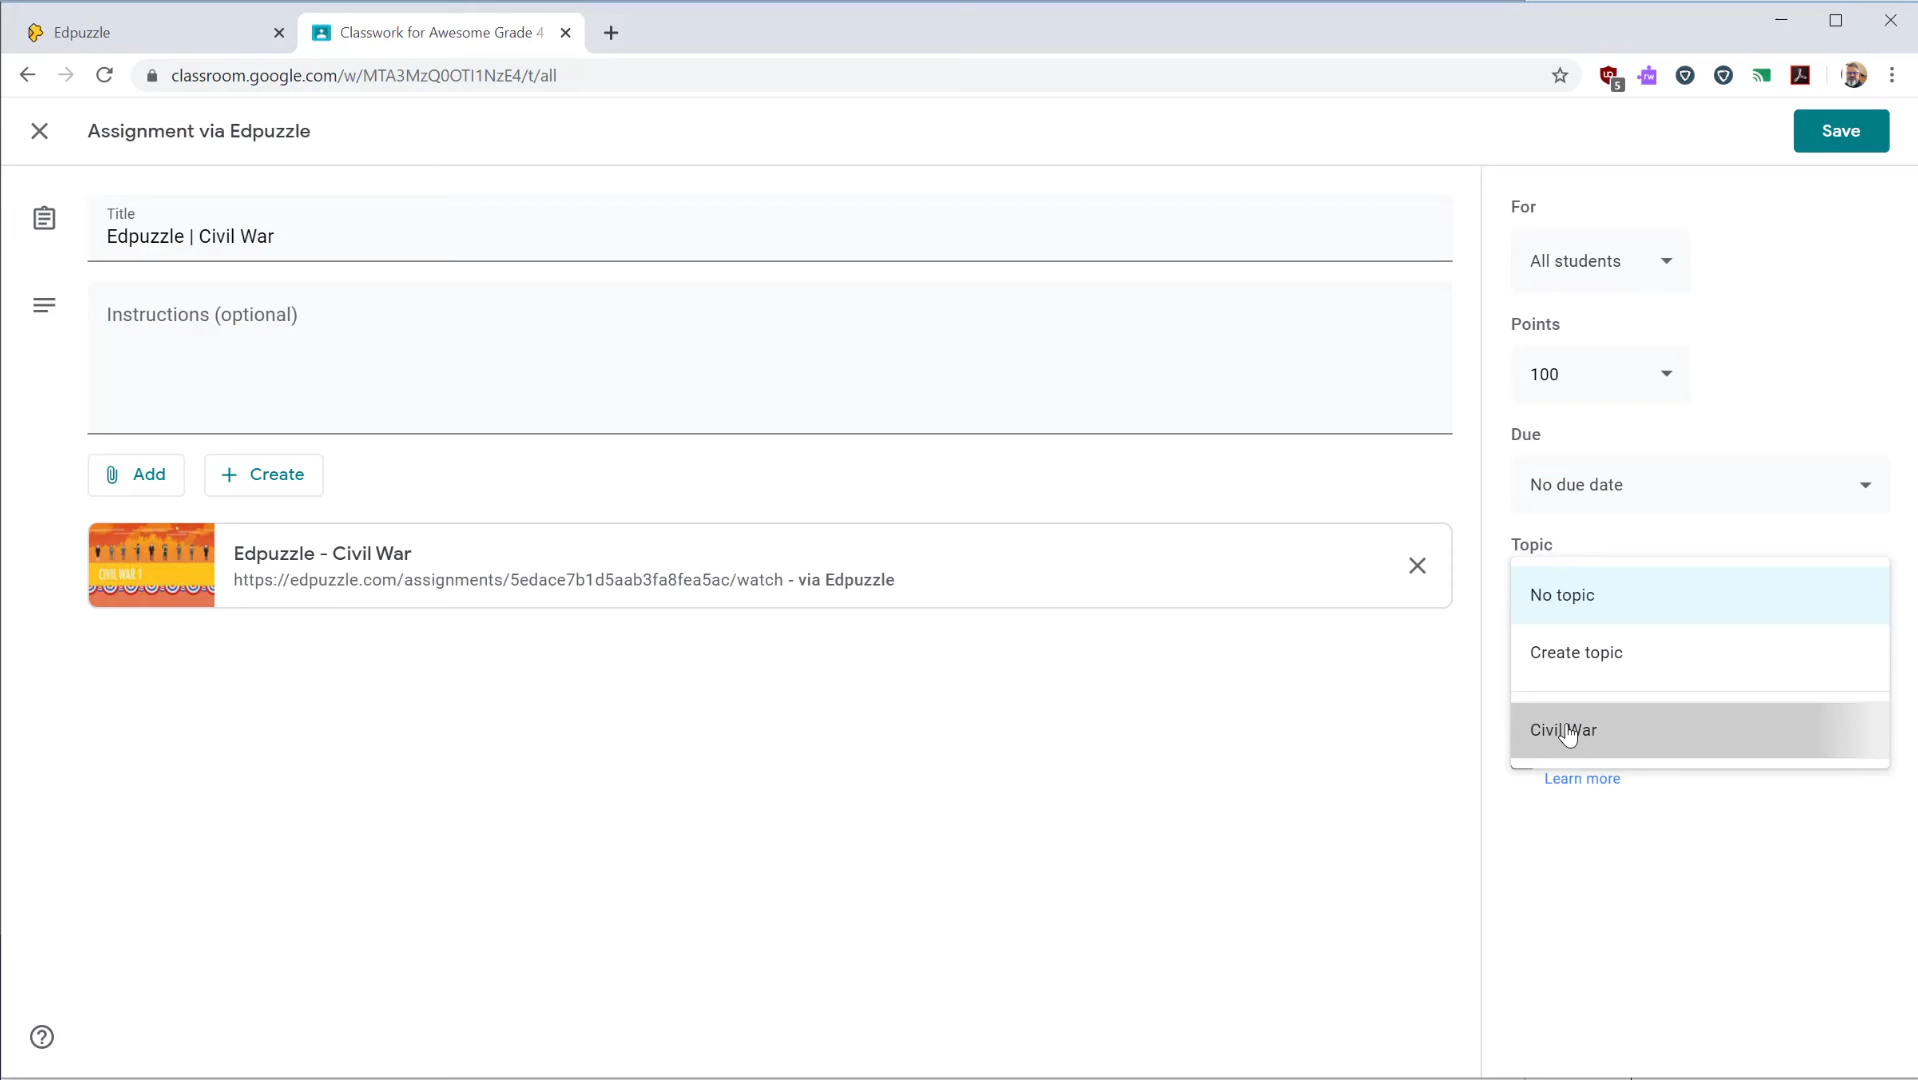 Edpuzzle
Classwork for Awesome Grade 4
classroom.google.com/w/MTA3MzQ0OTI1NzE4/t/all
5
Assignment via Edpuzzle
Save
Title
Edpuzzle | Civil War
For
All students
Instructions (optional)
Points
100
Due
No due date
Add
Create
Topic
CIVIL WAR 1
Edpuzzle - Civil War
https://edpuzzle.com/assignments/5edace7b1d5aab3fa8fea5ac/watch - via Edpuzzle
No topic
Create topic
Civil War
Learn more